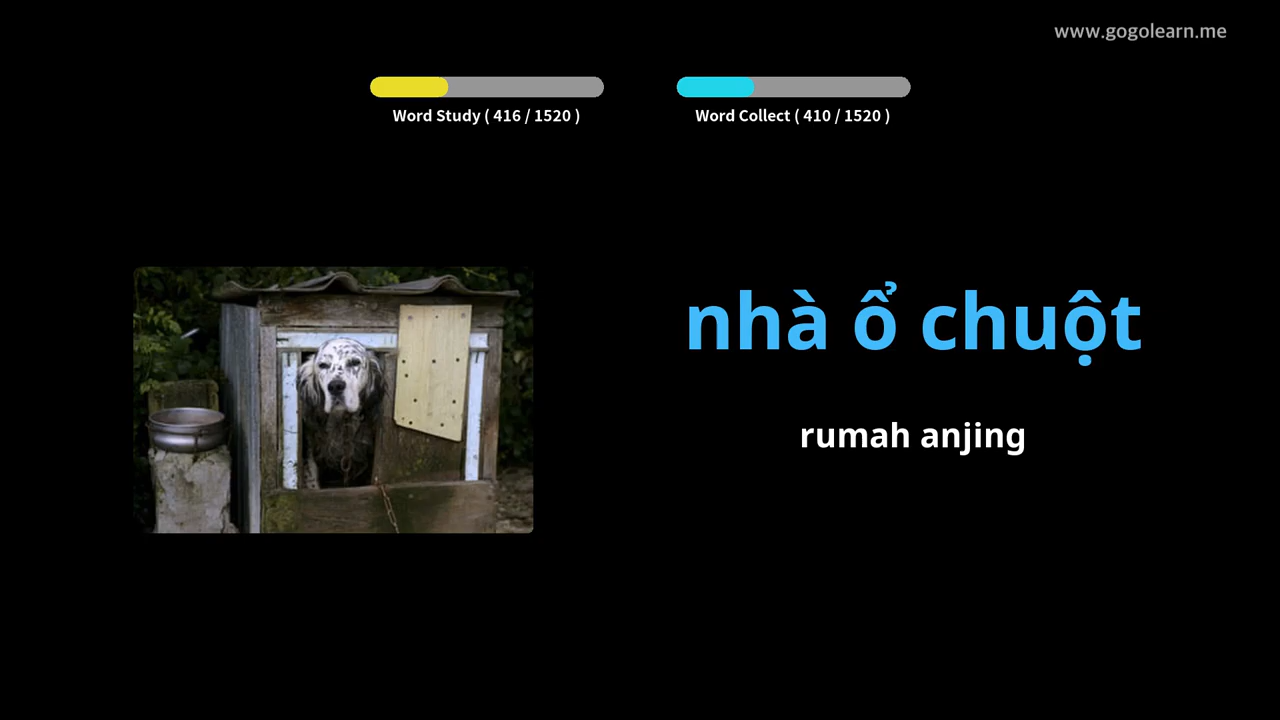 www.gogolearn.me
Word Study ( 416 / 1520 )
Word Collect ( 410 / 1520 )
nhà ổ chuột
rumah anjing